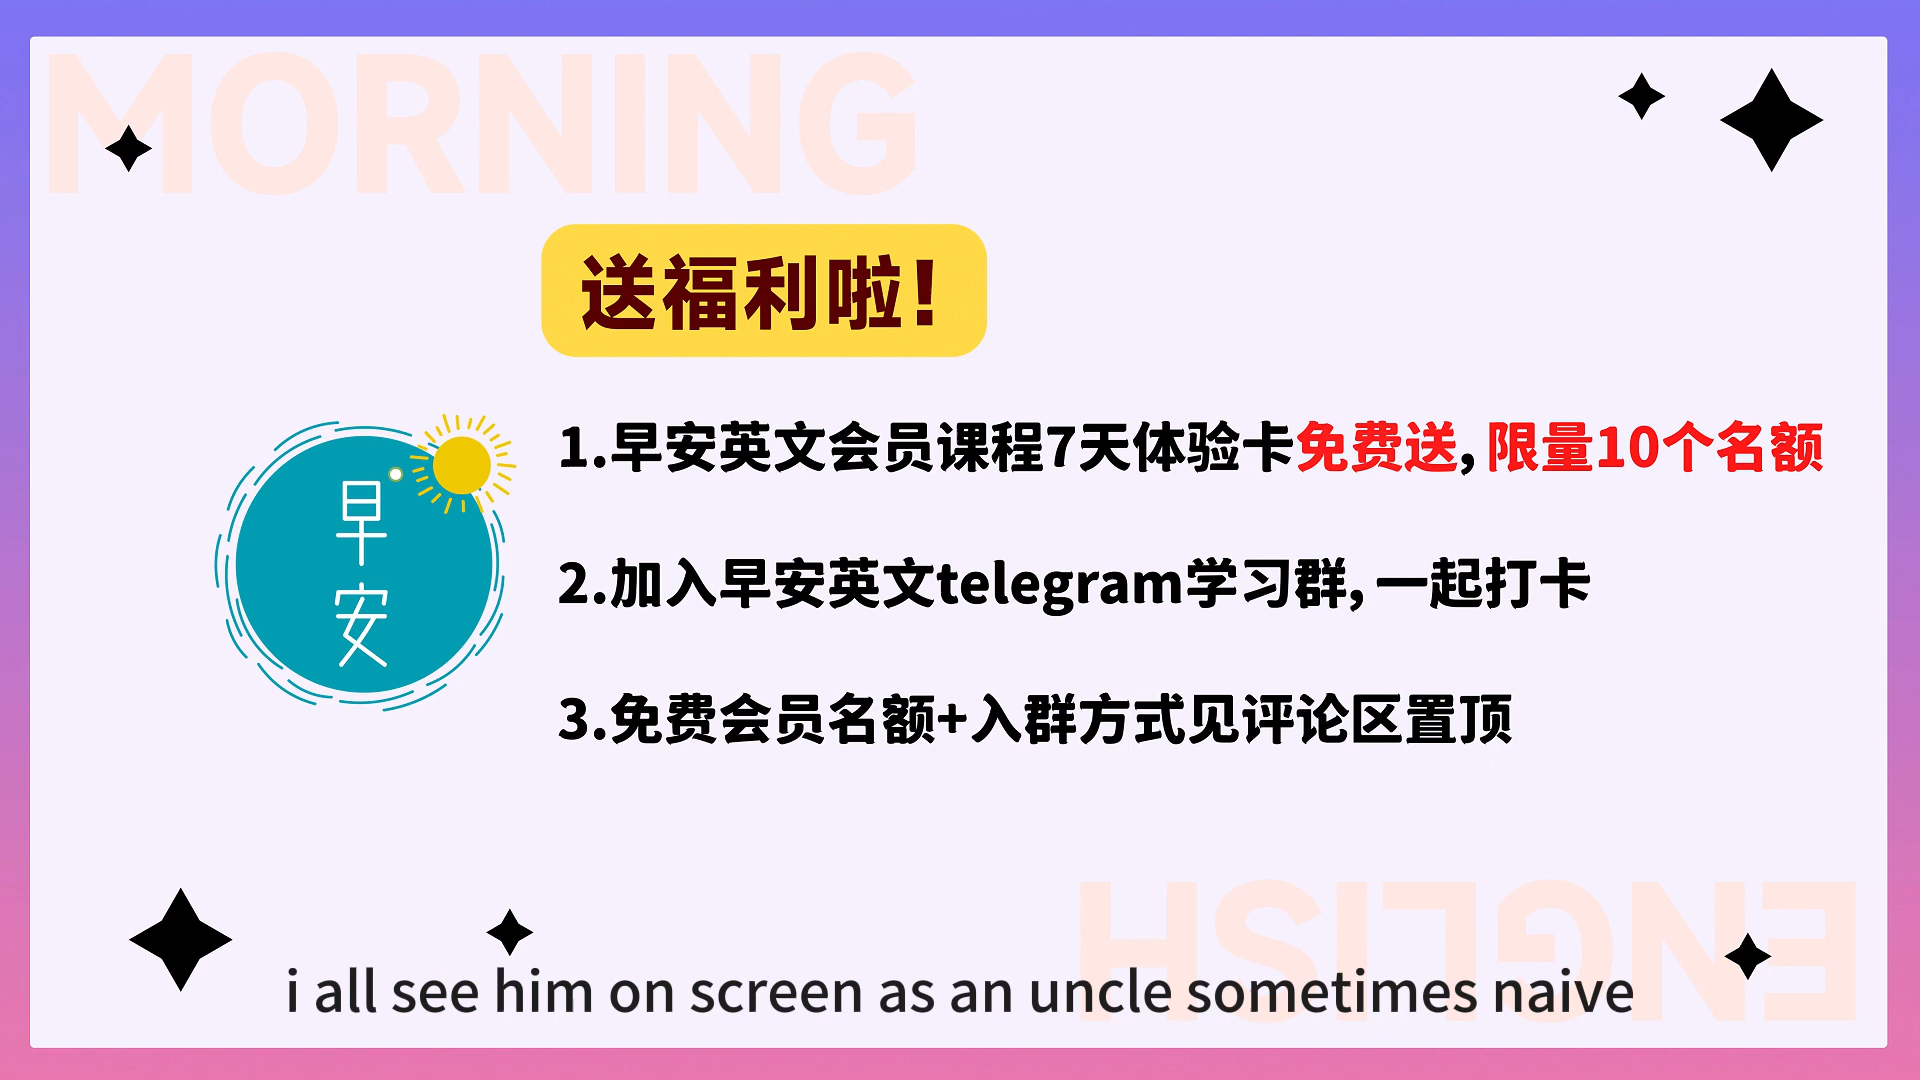 MORNING
送福利啦!
1.早安英文会员课程7天体验卡免费送, 限量10个名额
早安
2.加入早安英文telegram学习群, 一起打卡
3.免费会员名额+入群方式见评论区置顶
ENGLISH
i all see him on screen as an uncle sometimes naive